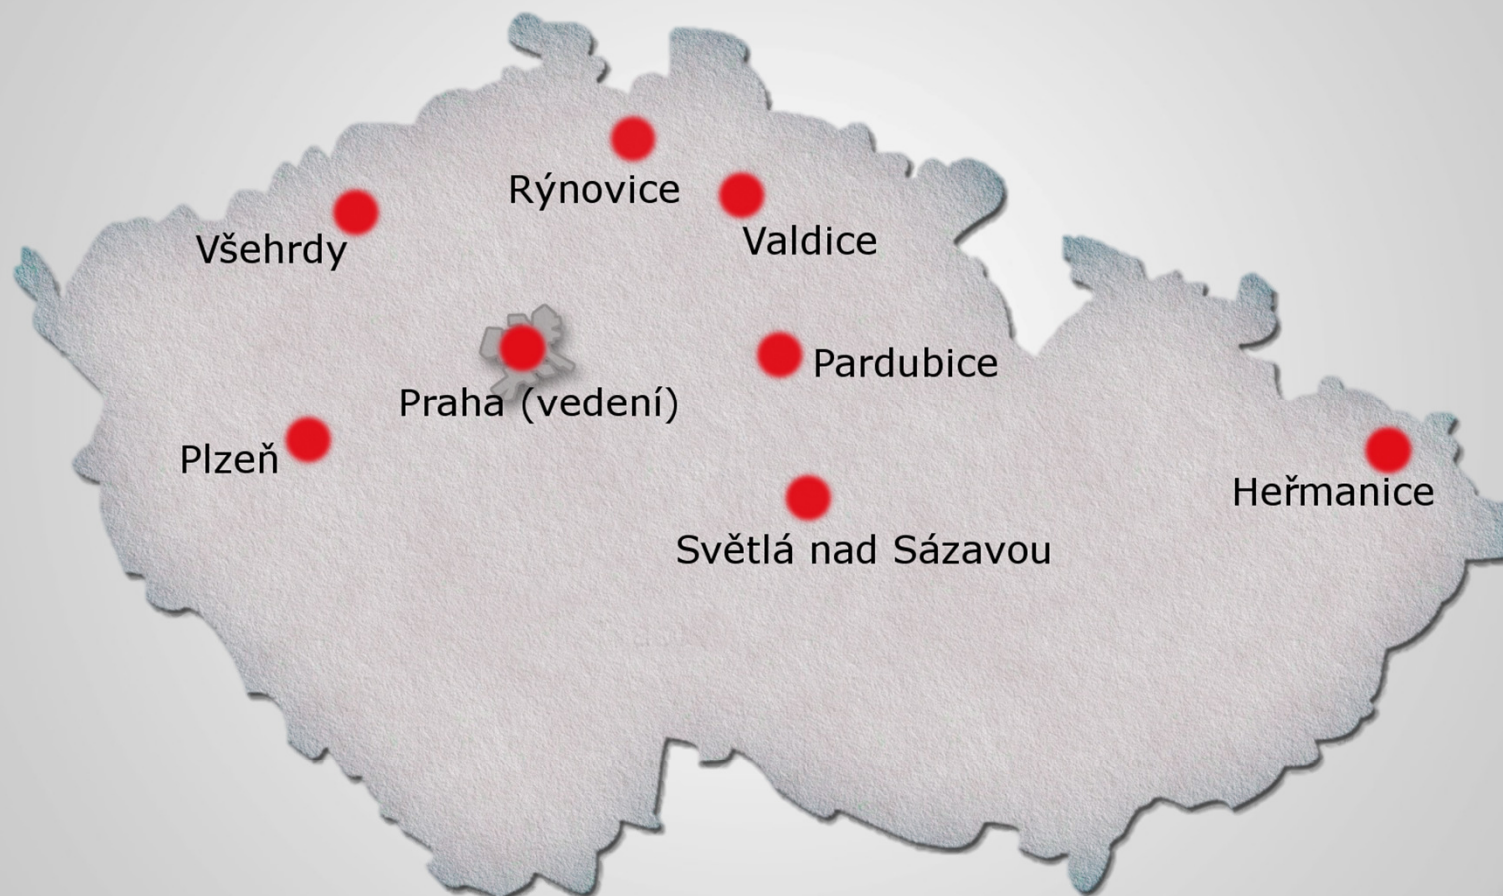 Rýnovice
Valdice
Všehrdy
Pardubice
Praha (vedení)
Plzeň
Heřmanice
Světlá nad Sázavou